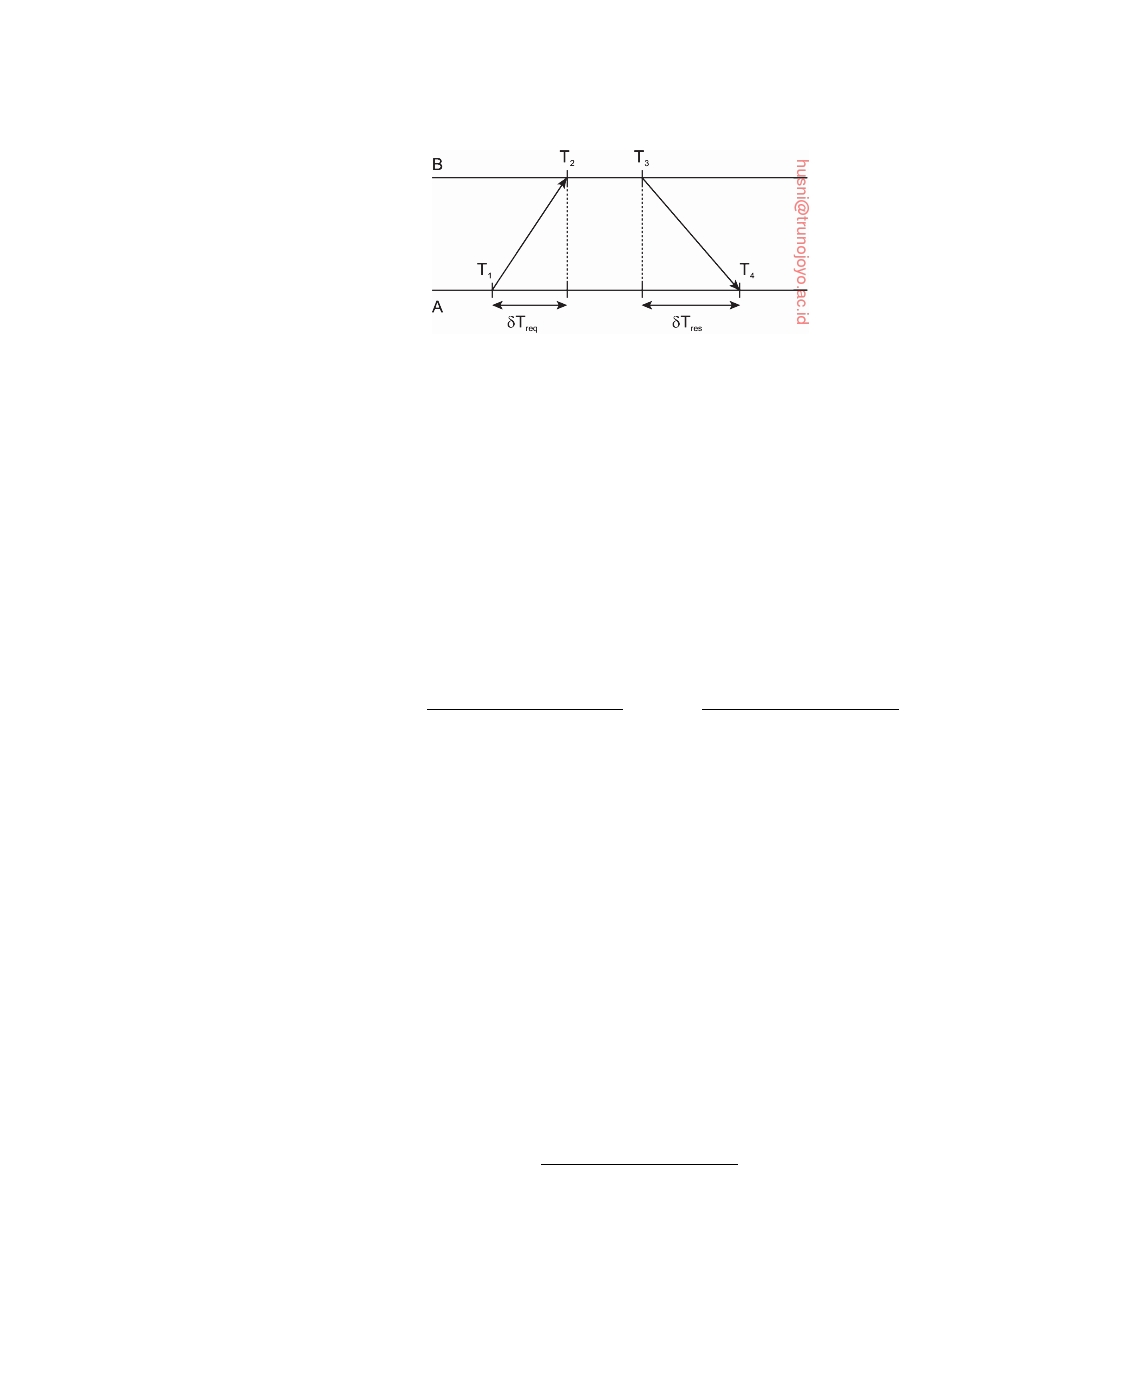 B
T2
T3
T1
T4
A
δTreq
δTres
husni@trunojoyo.ac.id